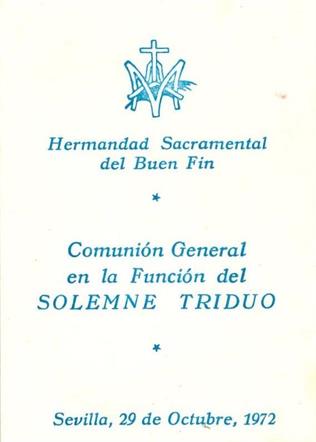 Hermandad Sacramental
del Buen Fin
*
Comunión General
en la Función del
SOLEMNE TRIDUO
*
Sevilla, 29 de Octubre, 1972